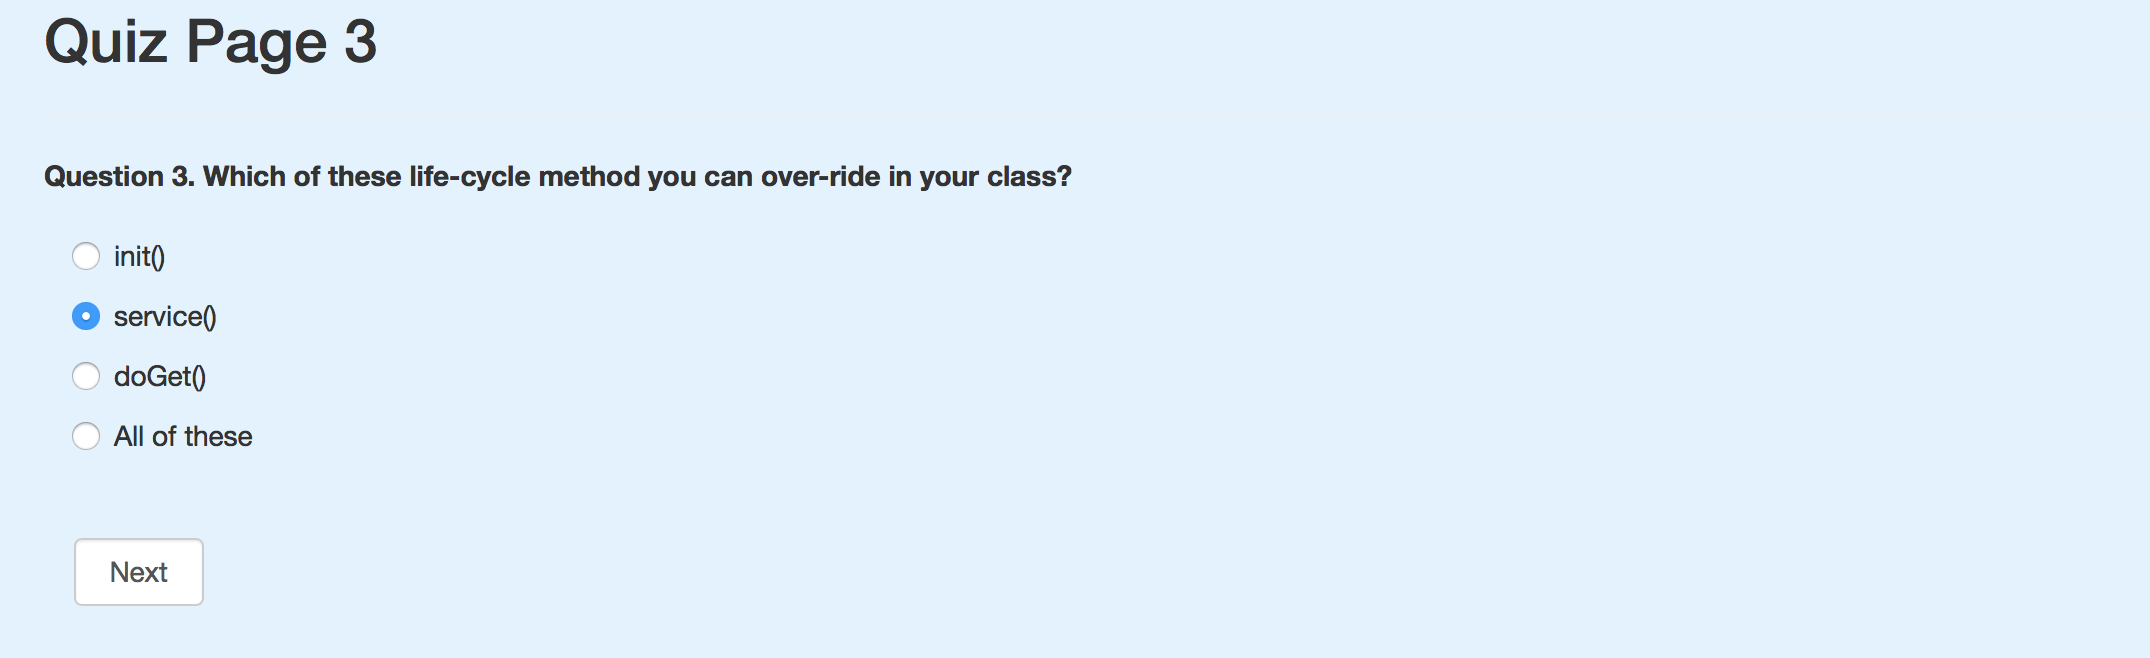 Quiz Page 3
Question 3. Which of these life-cycle method you can over-ride in your class?
init()
service()
doGet()
All of these
Next